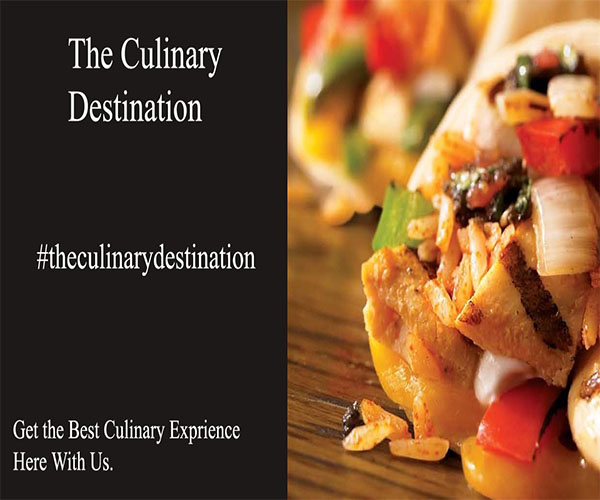 The Culinary
Destination
#theculinarydestination
Get the Best Culinary Exprience
Here With Us.